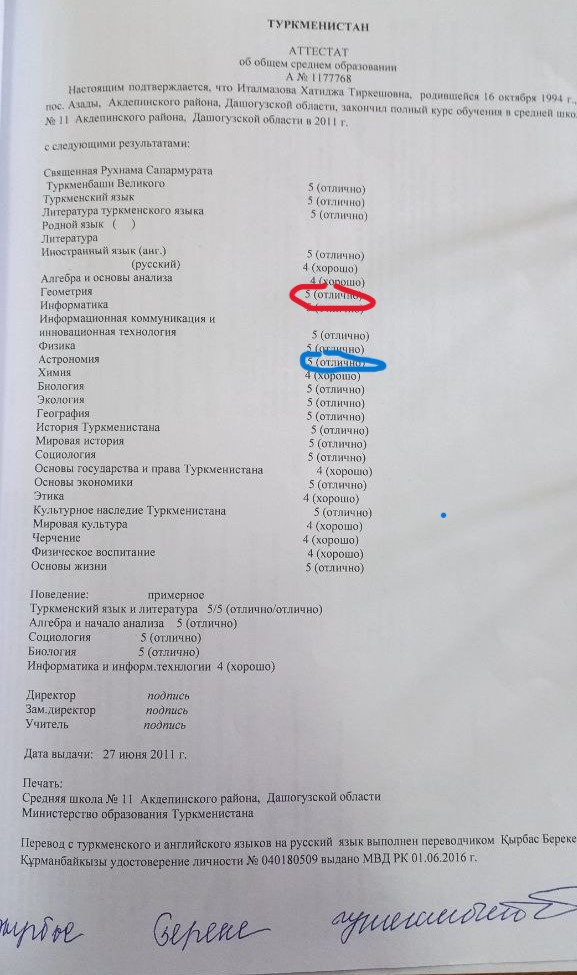 ТУРКМЕНИСТАН
АТТЕСТАТ
об общем среднем образовании
А № 1177768
Настоящим подтверждается, что Италмазова Хатиджа Тиркешовна, родившейся 16 октября 1994 г.,
пос. Азады, Акдепинского района, Дашогузской области, закончил полный курс обучения в средней
№ 11 Акдепинского района, Дашогузской области в 2011 г.
с следующими результатами:
Священная Рухнама Сапармурата
Туркменбаши Великого 5 (отлично)
Туркменский язык 5 (отлично)
Литература туркменского языка 5 (отлично)
Родной язык ( )
Литература
Иностранный язык (анг.) 5 (отлично)
(русский) 4 (хорошо)
Алгебра и основы анализа 4 (хорошо)
Геометрия 5 (отлично)
Информатика 5 (отлично)
Информационная коммуникация и
инновационная технология 5 (отлично)
Физика 5 (отлично)
Астрономия 5 (отлично)
Химия 4 (хорошо)
Биология 5 (отлично)
Экология 5 (отлично)
География 5 (отлично)
История Туркменистана 5 (отлично)
Мировая история 5 (отлично)
Социология 5 (отлично)
Основы государства и права Туркменистана 4 (хорошо)
Основы экономики 5 (отлично)
Этика 4 (хорошо)
Культурное наследие Туркменистана 5 (отлично)
Мировая культура 4 (хорошо)
Черчение 4 (хорошо)
Физическое воспитание 4 (хорошо)
Основы жизни 5 (отлично)
Поведение: примерное
Туркменский язык и литература 5/5 (отлично/отлично)
Алгебра и начало анализа 5 (отлично)
Социология 5 (отлично)
Биология 5 (отлично)
Информатика и информ.технлогии 4 (хорошо)
Директор подпись
Зам.директор подпись
Учитель подпись
Дата выдачи: 27 июня 2011 г.
Печать:
Средняя школа № 11 Акдепинского района, Дашогузской области
Министерство образования Туркменистана
Перевод с туркменского и английского языков на русский язык выполнен переводчиком Қырбас Береке
Құрманбайкызы удостоверение личности № 040180509 выдано МВД РК 01.06.2016 г.
Береке